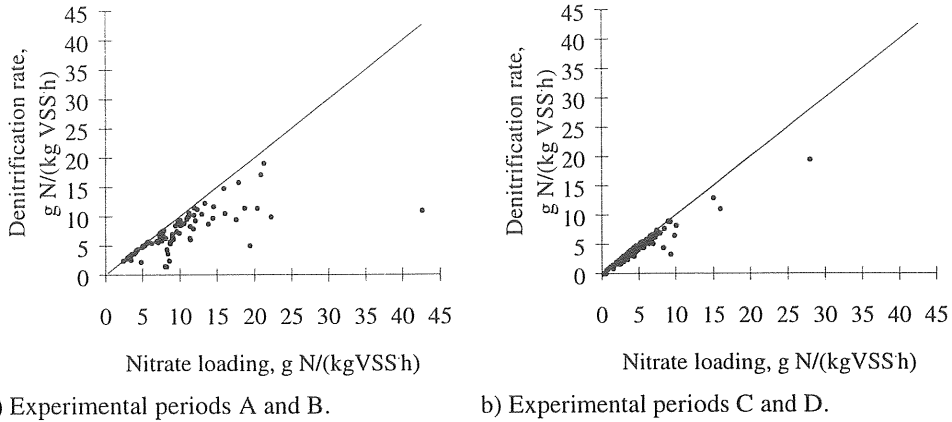 Denitrification rate,
g N/(kg VSS·h)
45
40
35
30
25
20
15
10
5
0
0 5 10 15 20 25 30 35 40 45
Nitrate loading, g N/(kgVSS·h)
) Experimental periods A and B.
Denitrification rate,
g N/(kg VSS·h)
45
40
35
30
25
20
15
10
5
0
0 5 10 15 20 25 30 35 40 45
Nitrate loading, g N/(kgVSS·h)
b) Experimental periods C and D.